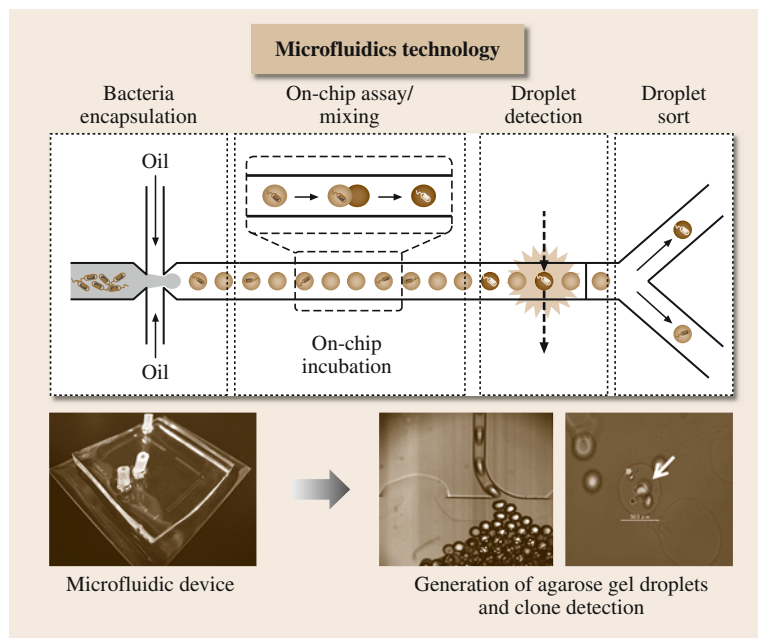 Microfluidics technology
Bacteria
encapsulation
On-chip assay/
mixing
Droplet
detection
Droplet
sort
Oil
On-chip
incubation
Oil
Microfluidic device
Generation of agarose gel droplets
and clone detection